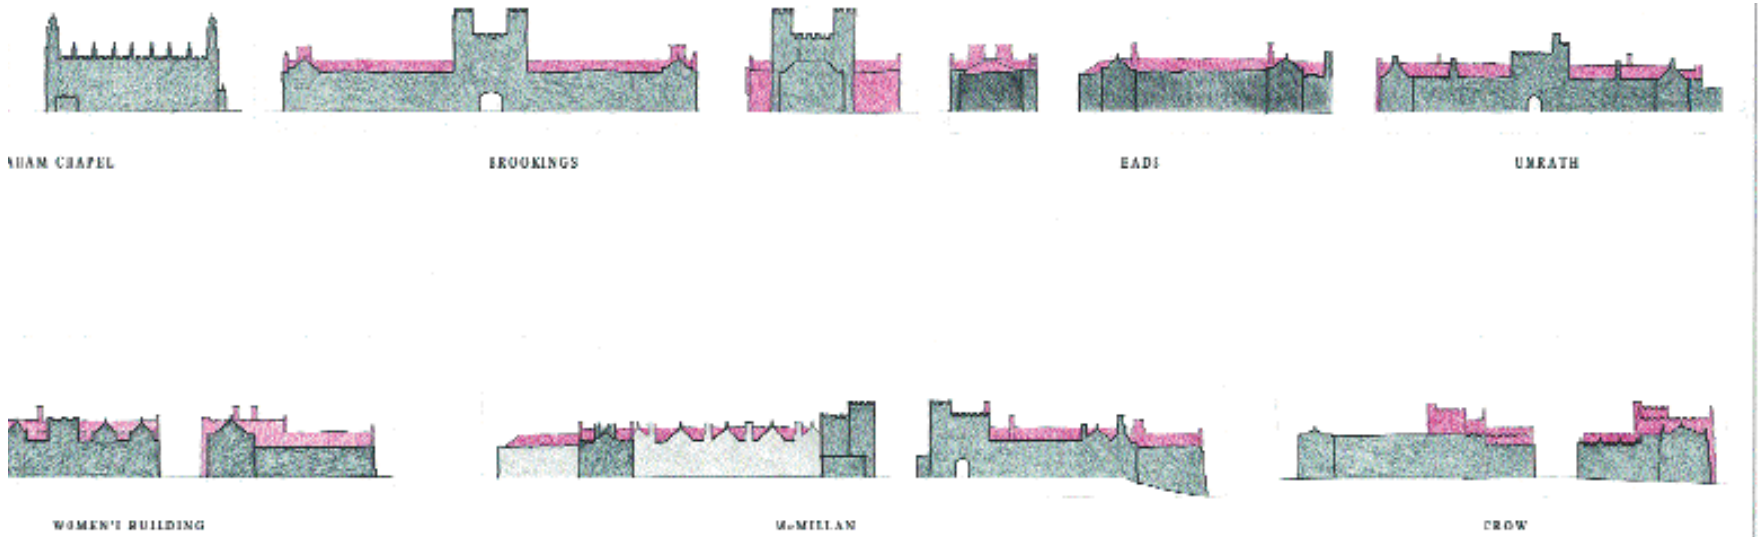 CHAPEL
BROOKINGS
EADS
UMRATH
WOMEN'S BUILDING
McMILLAN
CROW